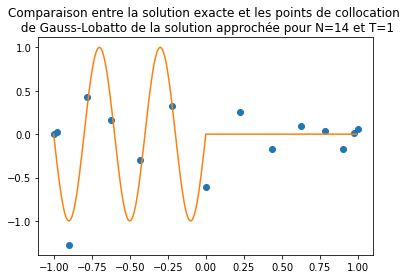 Comparaison entre la solution exacte et les points de collocation
de Gauss-Lobatto de la solution approchée pour N=14 et T=1
1.0
0.5
0.0
−0.5
−1.0
−1.00 −0.75 −0.50 −0.25 0.00 0.25 0.50 0.75 1.00